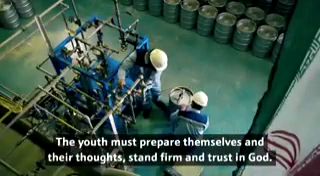 The youth must prepare themselves and
their thoughts, stand firm and trust in God.